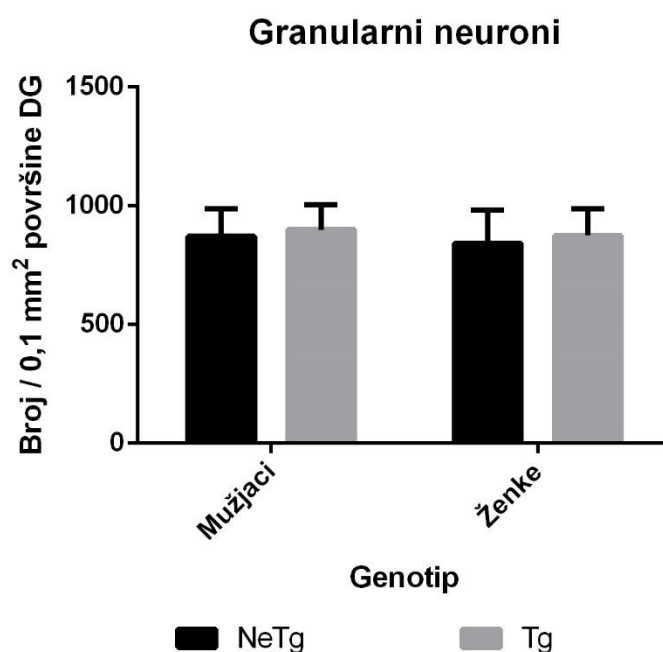 Granularni neuroni
Broj / 0,1 mm² površine DG
1500
1000
500
0
Mužjaci
Ženke
Genotip
NeTg
Tg